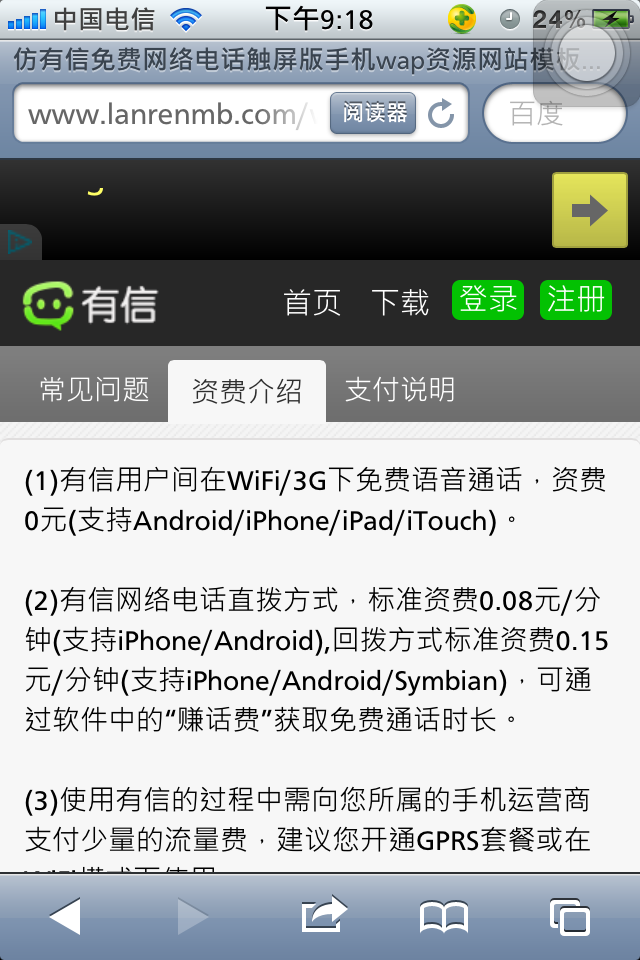 中国电信 下午9:18 24%
仿有信免费网络电话触屏版手机wap资源网站模板...
www.lanrenmb.com/ 阅读器 百度
有信 首页 下载 登录 注册
常见问题 资费介绍 支付说明
(1)有信用户间在WiFi/3G下免费语音通话，资费
0元(支持Android/iPhone/iPad/iTouch)。
(2)有信网络电话直拨方式，标准资费0.08元/分
钟(支持iPhone/Android),回拨方式标准资费0.15
元/分钟(支持iPhone/Android/Symbian)，可通
过软件中的“赚话费”获取免费通话时长。
(3)使用有信的过程中需向您所属的手机运营商
支付少量的流量费，建议您开通GPRS套餐或在